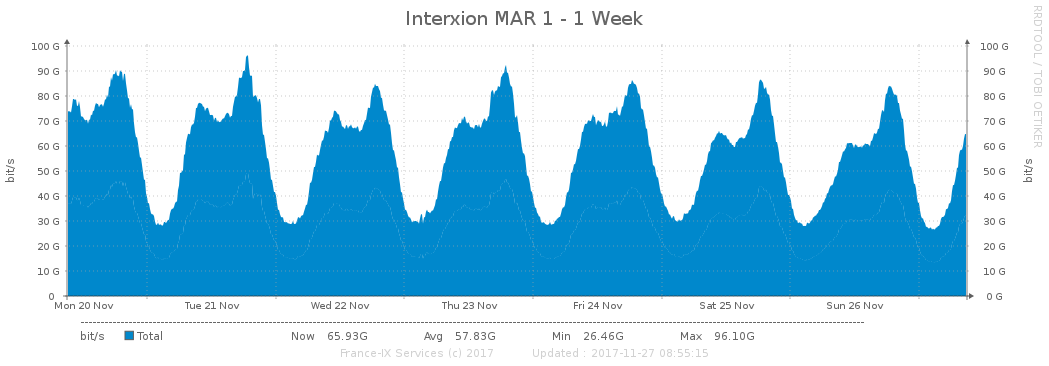 Interxion MAR 1 - 1 Week
RRDTOOL / TOBI OETIKER
bit/s
100 G 100 G
90 G 90 G
80 G 80 G
70 G 70 G
60 G 60 G
50 G 50 G
40 G 40 G
30 G 30 G
20 G 20 G
10 G 10 G
0 0 G
bit/s
Mon 20 Nov Tue 21 Nov Wed 22 Nov Thu 23 Nov Fri 24 Nov Sat 25 Nov Sun 26 Nov
bit/s Total Now 65.93G Avg 57.83G Min 26.46G Max 96.10G
France-IX Services (c) 2017 Updated : 2017-11-27 08:55:15